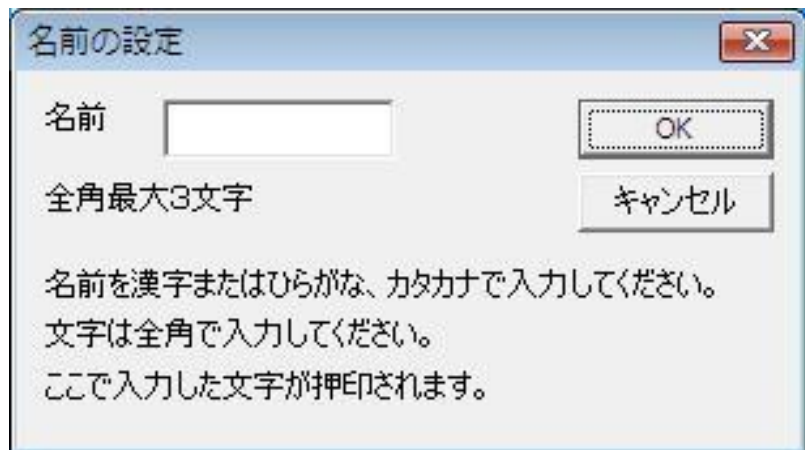 名前の設定
名前
OK
全角最大3文字
キャンセル
名前を漢字またはひらがな、カタカナで入力してください。
文字は全角で入力してください。
ここで入力した文字が押印されます。